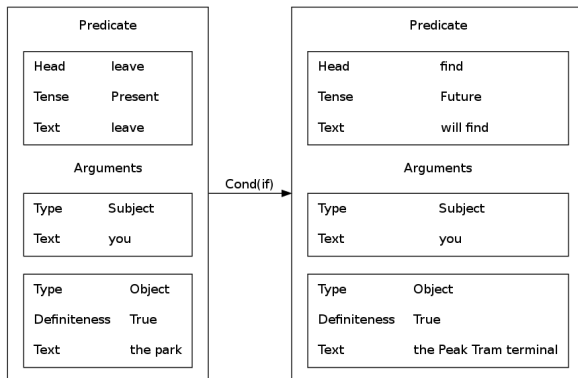 Predicate
Head leave
Tense Present
Text leave
Arguments
Type Subject
Text you
Type Object
Definiteness True
Text the park
Cond(if)
Predicate
Head find
Tense Future
Text will find
Arguments
Type Subject
Text you
Type Object
Definiteness True
Text the Peak Tram terminal